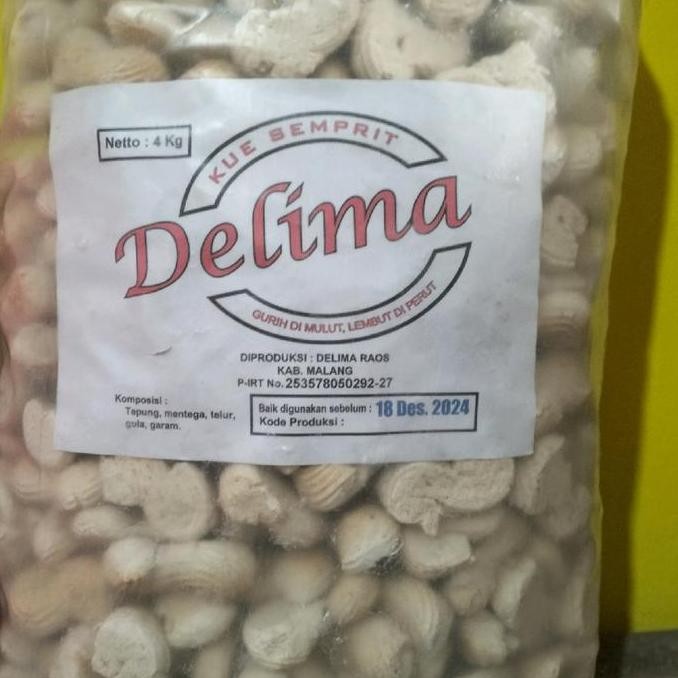 Netto : 4 Kg
KUE SEMPRIT
Delima
GURIH DI MULUT, LEMBUT DI PERUT
DIPRODUKSI : DELIMA RAOS
KAB. MALANG
P-IRT No. 253578050292-27
Komposisi :
Tepung, mentega, telur,
gula, garam.
Baik digunakan sebelum : 18 Des. 2024
Kode Produksi :